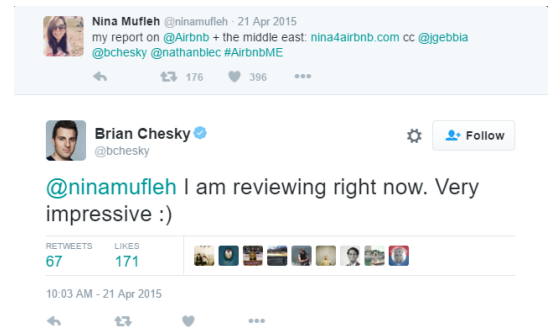 Nina Mufleh @ninamufleh · 21 Apr 2015
my report on @Airbnb + the middle east: nina4airbnb.com cc @jgebbia
@bchesky @nathanblec #AirbnbME
176 396
Brian Chesky
@bchesky
Follow
@ninamufleh I am reviewing right now. Very
impressive :)
RETWEETS LIKES
67 171
10:03 AM - 21 Apr 2015